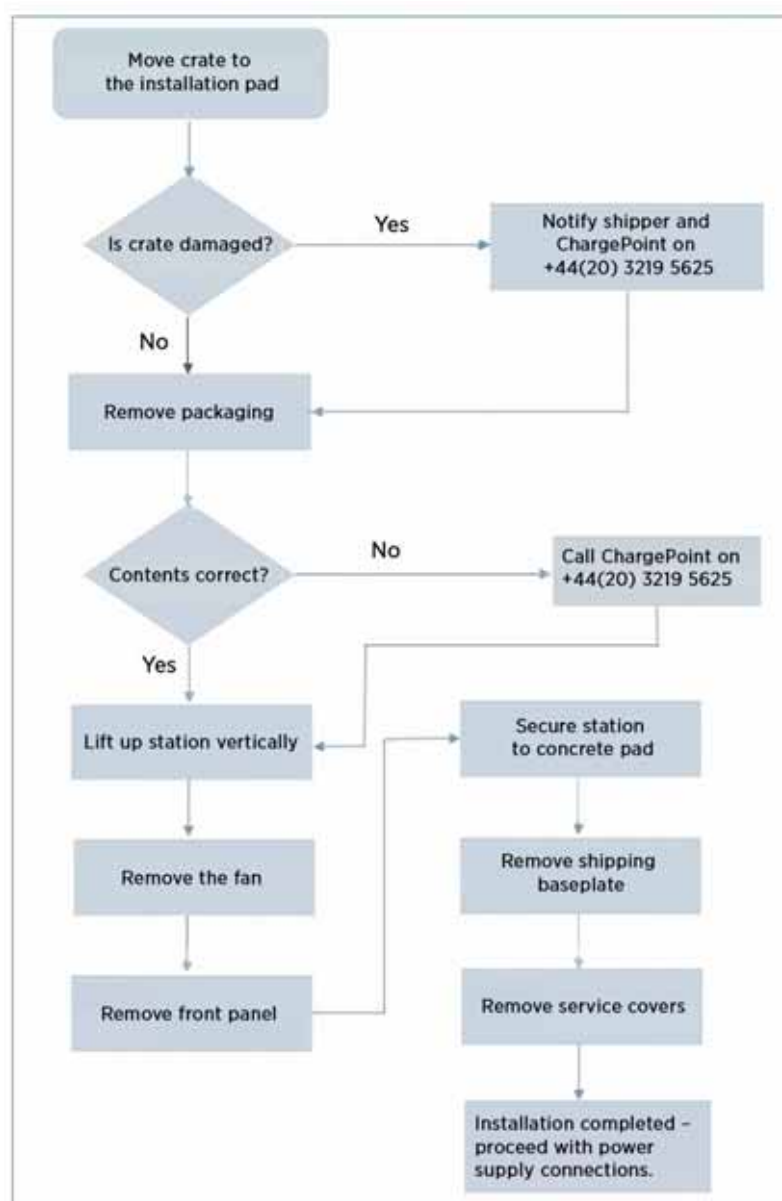 Move crate to
the installation pad
Is crate damaged?
Yes
Notify shipper and
ChargePoint on
+44(20) 3219 5625
No
Remove packaging
Contents correct?
No
Call ChargePoint on
+44(20) 3219 5625
Yes
Lift up station vertically
Secure station
to concrete pad
Remove the fan
Remove shipping
baseplate
Remove front panel
Remove service covers
Installation completed –
proceed with power
supply connections.